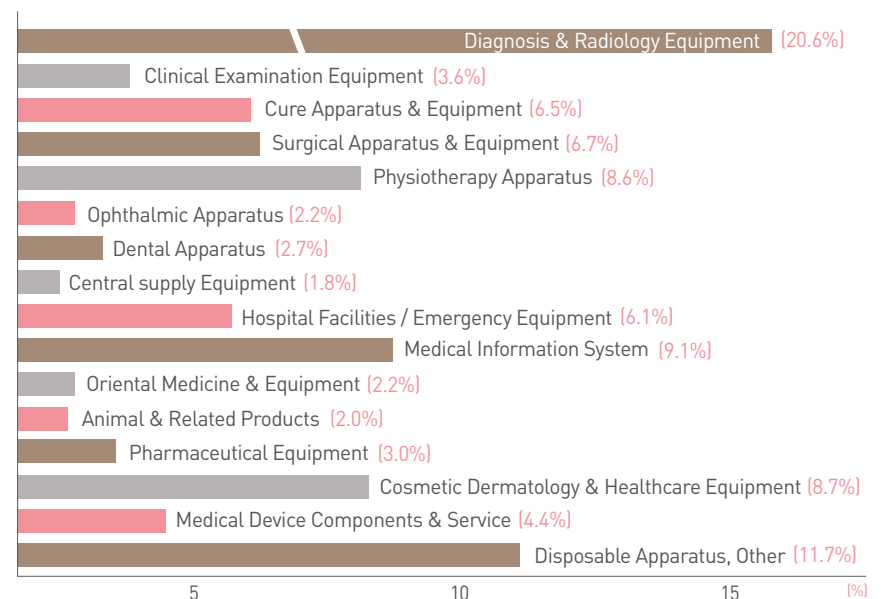 Diagnosis & Radiology Equipment (20.6%)
Clinical Examination Equipment (3.6%)
Cure Apparatus & Equipment (6.5%)
Surgical Apparatus & Equipment (6.7%)
Physiotherapy Apparatus (8.6%)
Ophthalmic Apparatus (2.2%)
Dental Apparatus (2.7%)
Central supply Equipment (1.8%)
Hospital Facilities / Emergency Equipment (6.1%)
Medical Information System (9.1%)
Oriental Medicine & Equipment (2.2%)
Animal & Related Products (2.0%)
Pharmaceutical Equipment (3.0%)
Cosmetic Dermatology & Healthcare Equipment (8.7%)
Medical Device Components & Service (4.4%)
Disposable Apparatus, Other (11.7%)
5 10 15 (%)